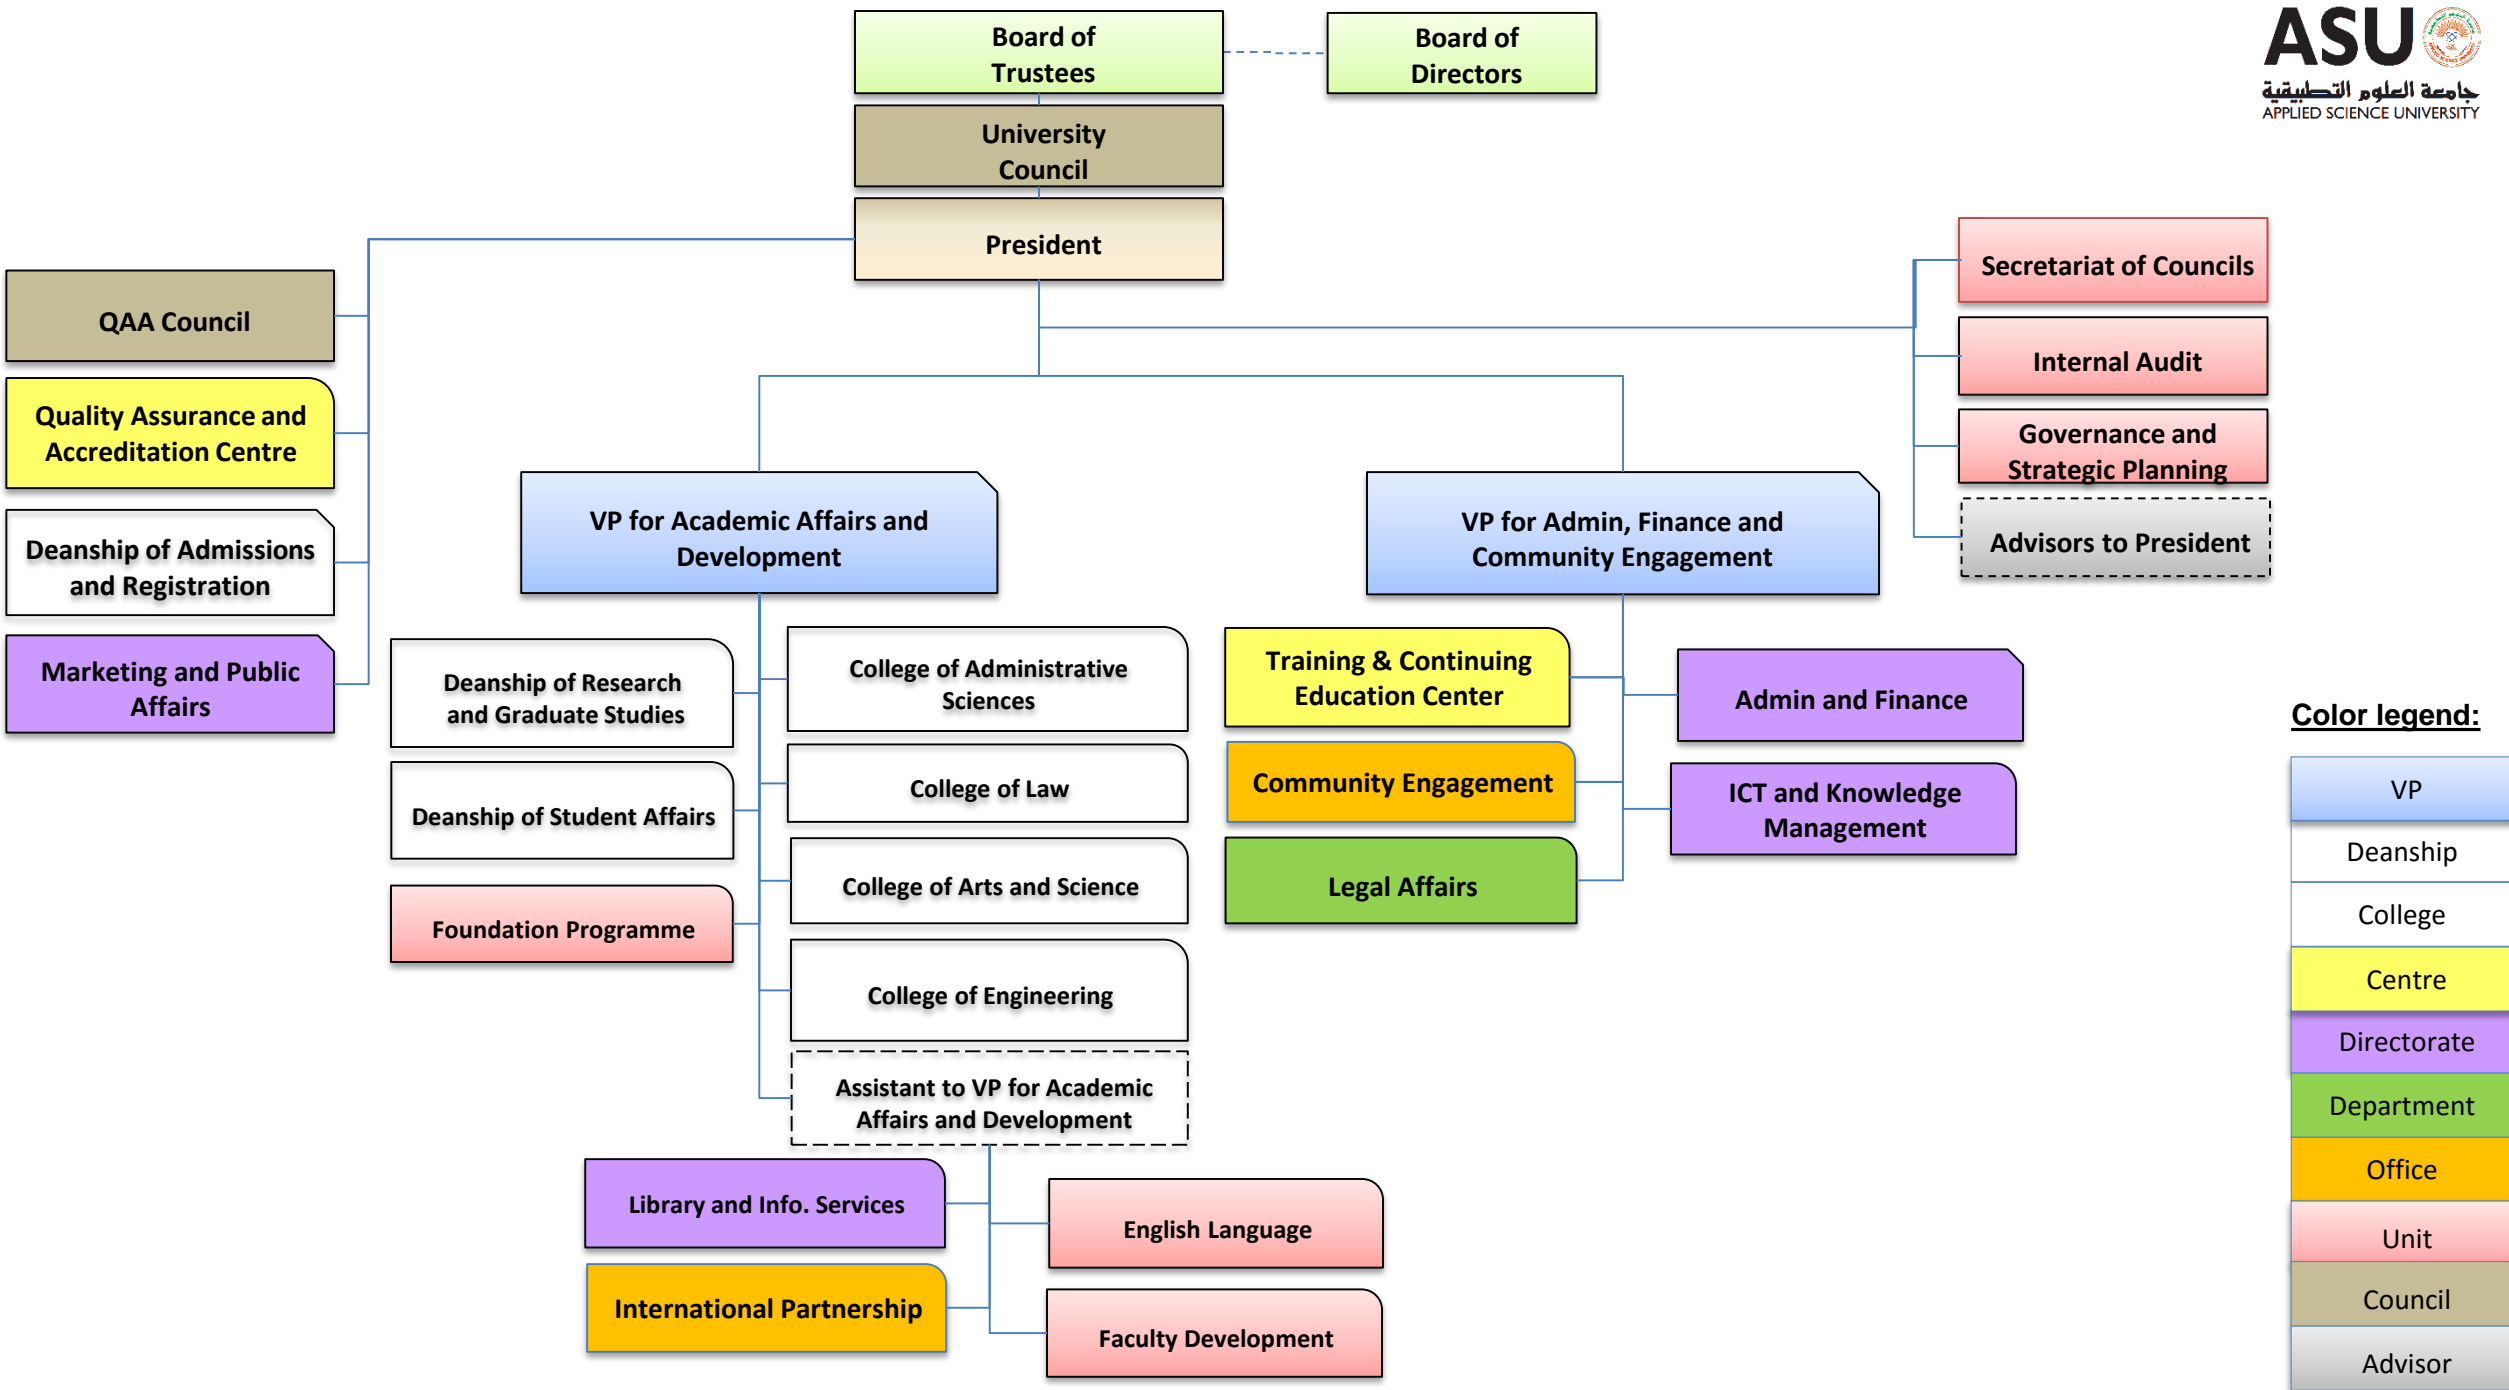 ASU
جامعة العلوم التطبيقية
APPLIED SCIENCE UNIVERSITY
Board of
Trustees
Board of
Directors
University
Council
President
Secretariat of Councils
Internal Audit
Governance and
Strategic Planning
Advisors to President
QAA Council
Quality Assurance and
Accreditation Centre
Deanship of Admissions
and Registration
Marketing and Public
Affairs
VP for Academic Affairs and
Development
VP for Admin, Finance and
Community Engagement
Deanship of Research
and Graduate Studies
Deanship of Student Affairs
Foundation Programme
College of Administrative
Sciences
College of Law
College of Arts and Science
College of Engineering
Assistant to VP for Academic
Affairs and Development
Library and Info. Services
International Partnership
English Language
Faculty Development
Training & Continuing
Education Center
Community Engagement
Legal Affairs
Admin and Finance
ICT and Knowledge
Management
Color legend:
VP
Deanship
College
Centre
Directorate
Department
Office
Unit
Council
Advisor